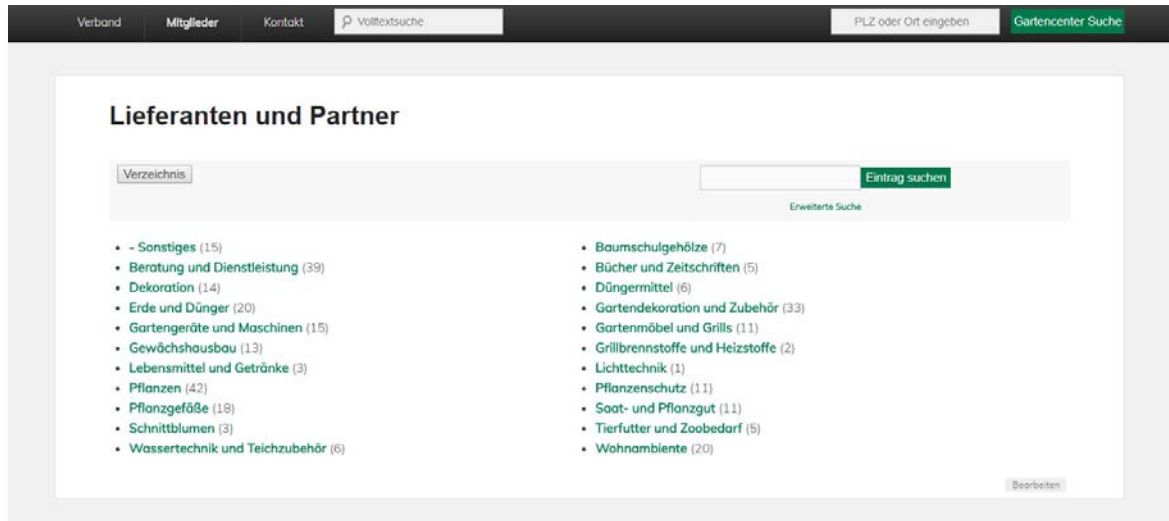 Verband Mitglieder Kontakt Volltextsuche PLZ oder Ort eingeben Gartencenter Suche
Lieferanten und Partner
Verzeichnis Eintrag suchen
Erweiterte Suche
- Sonstiges (15)
Beratung und Dienstleistung (39)
Dekoration (14)
Erde und Dünger (20)
Gartengeräte und Maschinen (15)
Gewächshausbau (13)
Lebensmittel und Getränke (3)
Pflanzen (42)
Pflanzgefäße (18)
Schnittblumen (3)
Wassertechnik und Teichzubehör (6)
Baumschulgehölze (7)
Bücher und Zeitschriften (5)
Düngermittel (6)
Gartendekoration und Zubehör (33)
Gartenmöbel und Grills (11)
Grillbrennstoffe und Heizstoffe (2)
Lichttechnik (1)
Pflanzenschutz (11)
Saat- und Pflanzgut (11)
Tierfutter und Zoobedarf (5)
Wohnambiente (20)
Bearbeiten